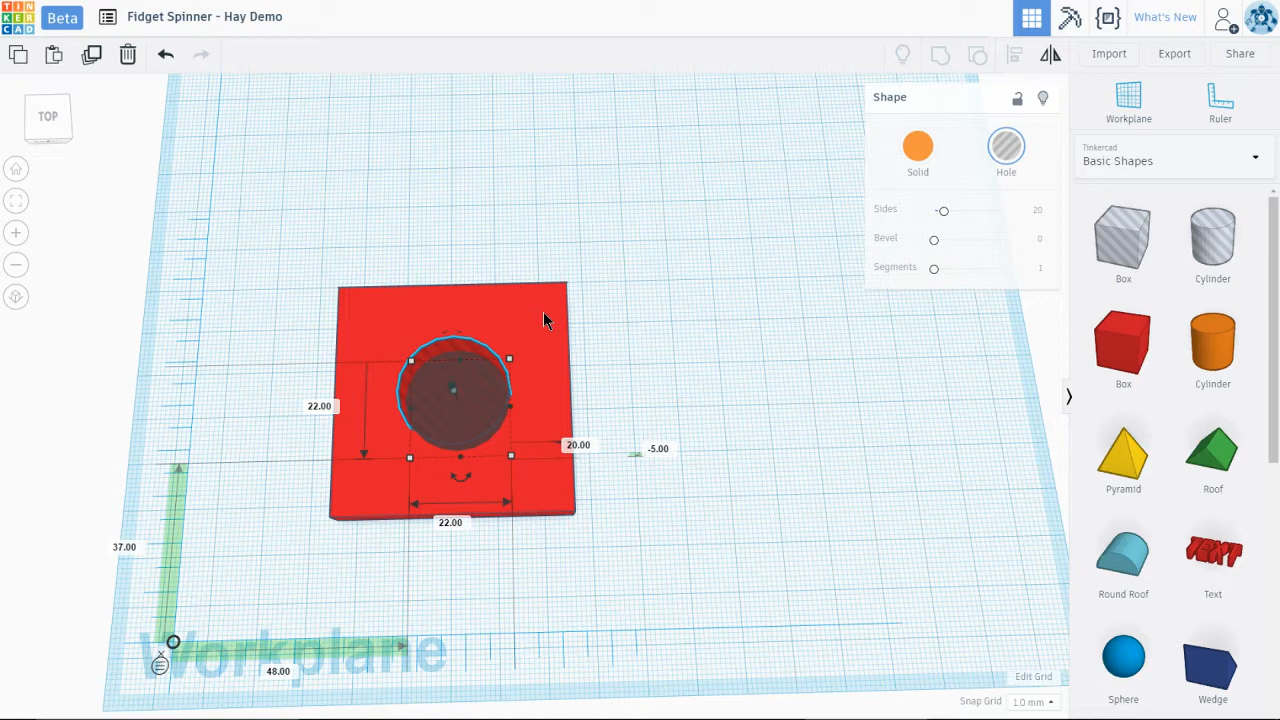 TIN
KER
CAD
Beta
Fidget Spinner - Hay Demo
What's New
Import
Export
Share
TOP
Shape
Solid
Hole
Sides
20
Bevel
0
Segments
1
Workplane
Ruler
Tinkercad
Basic Shapes
Box
Cylinder
Box
Cylinder
Pyramid
Roof
TEXT
Round Roof
Text
Sphere
Wedge
22.00
20.00
-5.00
22.00
37.00
48.00
Workplane
Edit Grid
Snap Grid
1.0 mm